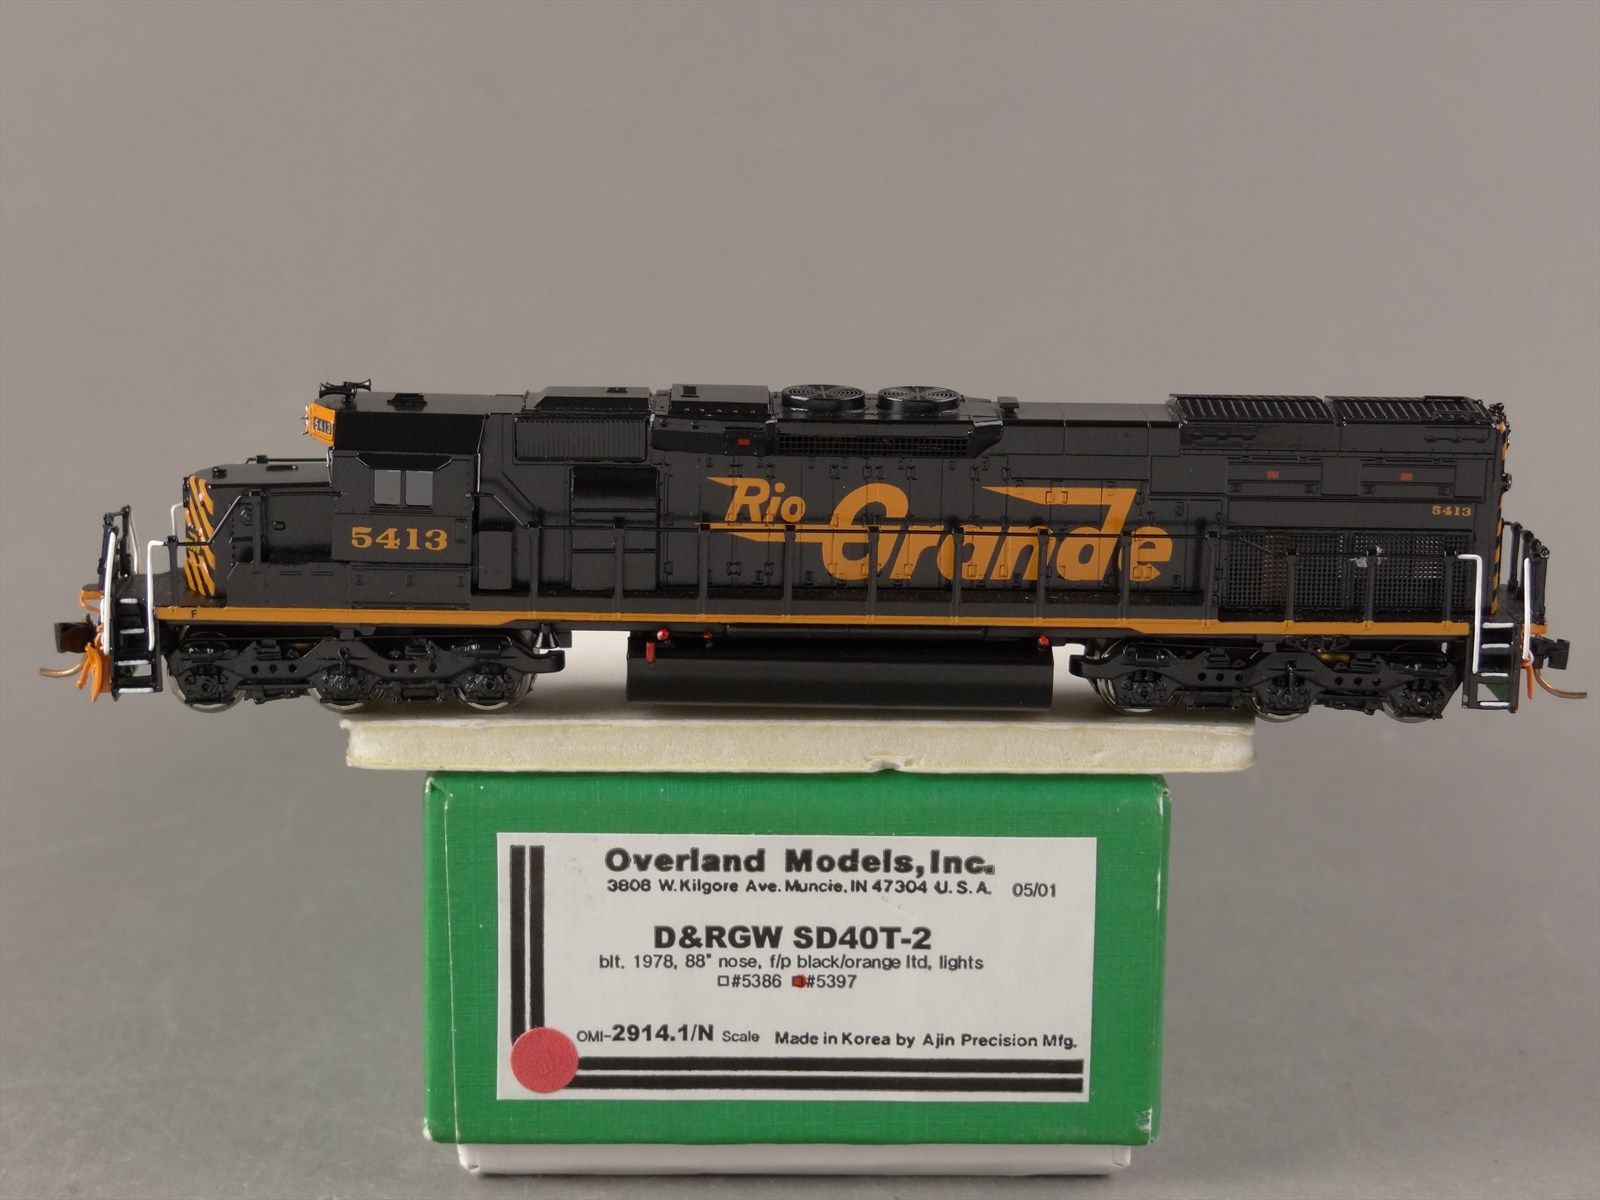 5413
5413
F
Rio
Grande
5413
Overland Models, Inc.
3808 W. Kilgore Ave. Muncie, IN 47304 U.S.A. 05/01
D&RGW SD40T-2
blt. 1978, 88" nose, f/p black/orange ltd, lights
□#5386 □#5397
OMI-2914.1/N Scale Made in Korea by Ajin Precision Mfg.